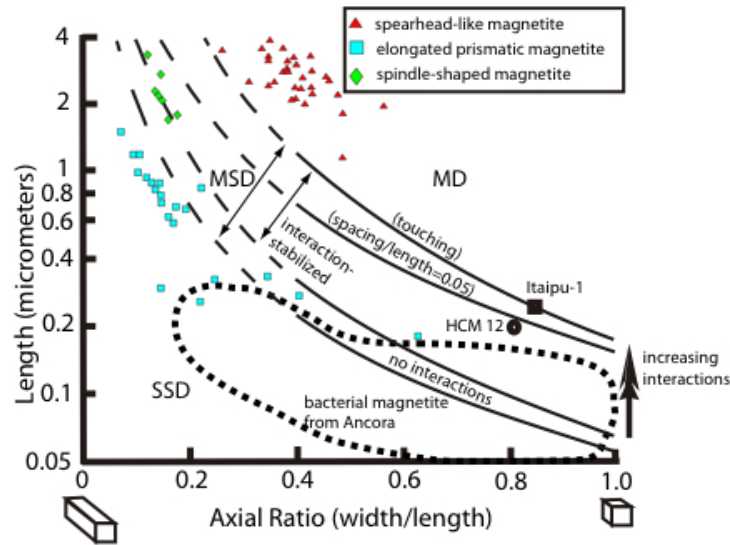 spearhead-like magnetite
elongated prismatic magnetite
spindle-shaped magnetite
4
2
1
0.8
0.6
0.4
0.2
0.1
0.05
Length (micrometers)
MSD
MD
(touching)
(spacing/length=0.05)
interaction-
stabilized
Itaipu-1
HCM 12
no interactions
increasing
interactions
SSD
bacterial magnetite
from Ancora
0
0.2
0.4
0.6
0.8
1.0
Axial Ratio (width/length)